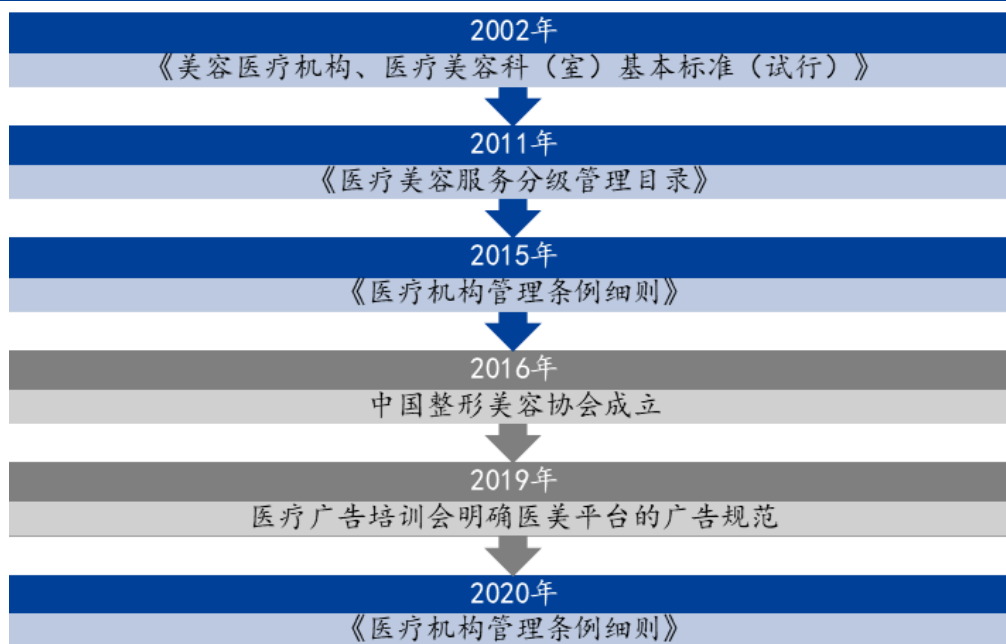 2002年
《美容医疗机构、医疗美容科（室）基本标准（试行）》
2011年
《医疗美容服务分级管理目录》
2015年
《医疗机构管理条例细则》
2016年
中国整形美容协会成立
2019年
医疗广告培训会明确医美平台的广告规范
2020年
《医疗机构管理条例细则》